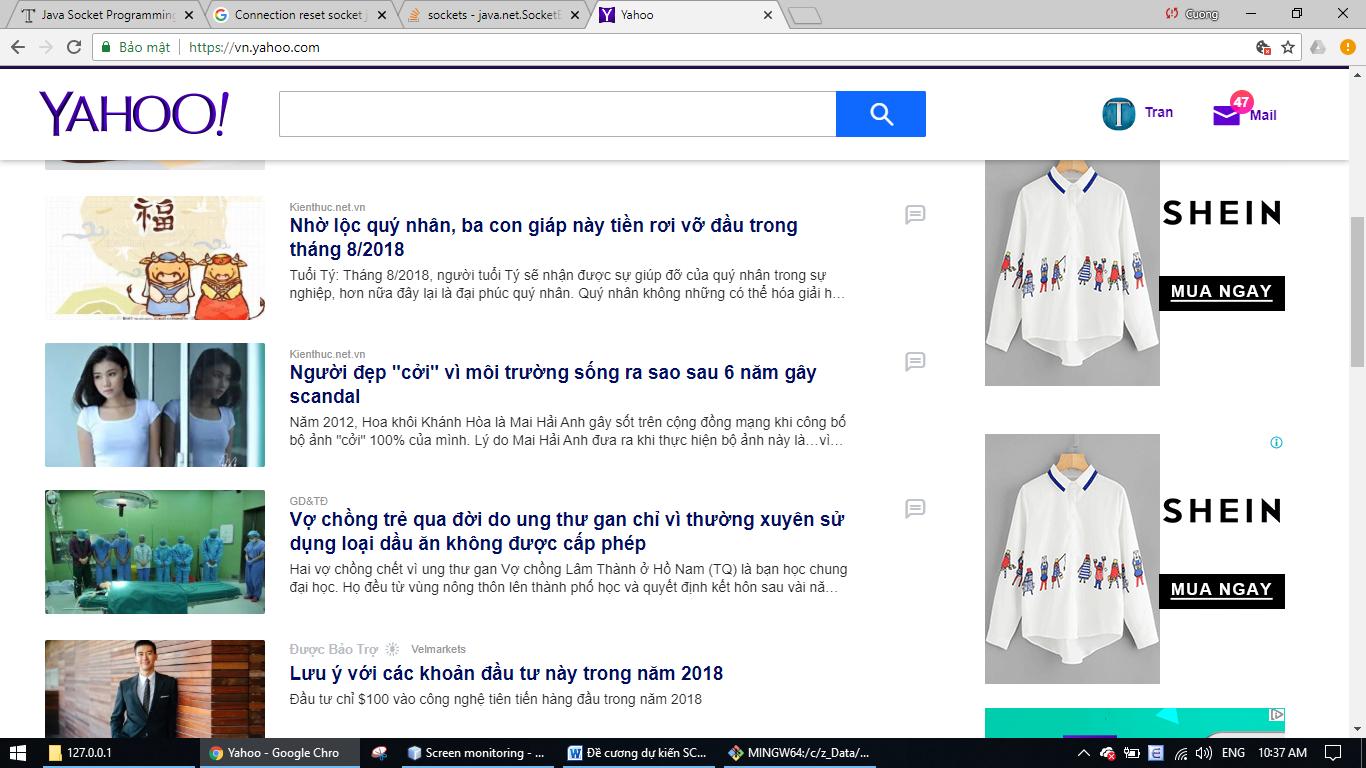 Java Socket Programming
Connection reset socket j
sockets - java.net.SocketE
Yahoo
Cuong
Bảo mật
https://vn.yahoo.com
YAHOO!
Tran
47
Mail
福
Kienthuc.net.vn
Nhờ lộc quý nhân, ba con giáp này tiền rơi vỡ đầu trong
tháng 8/2018
Tuổi Tý: Tháng 8/2018, người tuổi Tý sẽ nhận được sự giúp đỡ của quý nhân trong sự
nghiệp, hơn nữa đây lại là đại phúc quý nhân. Quý nhân không những có thể hóa giải h…
SHEIN
MUA NGAY
Kienthuc.net.vn
Người đẹp "cởi" vì môi trường sống ra sao sau 6 năm gây
scandal
Năm 2012, Hoa khôi Khánh Hòa là Mai Hải Anh gây sốt trên cộng đồng mạng khi công bố
bộ ảnh "cởi" 100% của mình. Lý do Mai Hải Anh đưa ra khi thực hiện bộ ảnh này là…vì…
GD&TĐ
Vợ chồng trẻ qua đời do ung thư gan chỉ vì thường xuyên sử
dụng loại dầu ăn không được cấp phép
Hai vợ chồng chết vì ung thư gan Vợ chồng Lâm Thành ở Hồ Nam (TQ) là bạn học chung
đại học. Họ đều từ vùng nông thôn lên thành phố học và quyết định kết hôn sau vài nă…
SHEIN
MUA NGAY
Được Bảo Trợ Velmarkets
Lưu ý với các khoản đầu tư này trong năm 2018
Đầu tư chỉ $100 vào công nghệ tiên tiến hàng đầu trong năm 2018
127.0.0.1
Yahoo - Google Chro
Screen monitoring - ...
Đề cương dự kiến SC...
MINGW64:/c/z_Data/...
ENG
10:37 AM